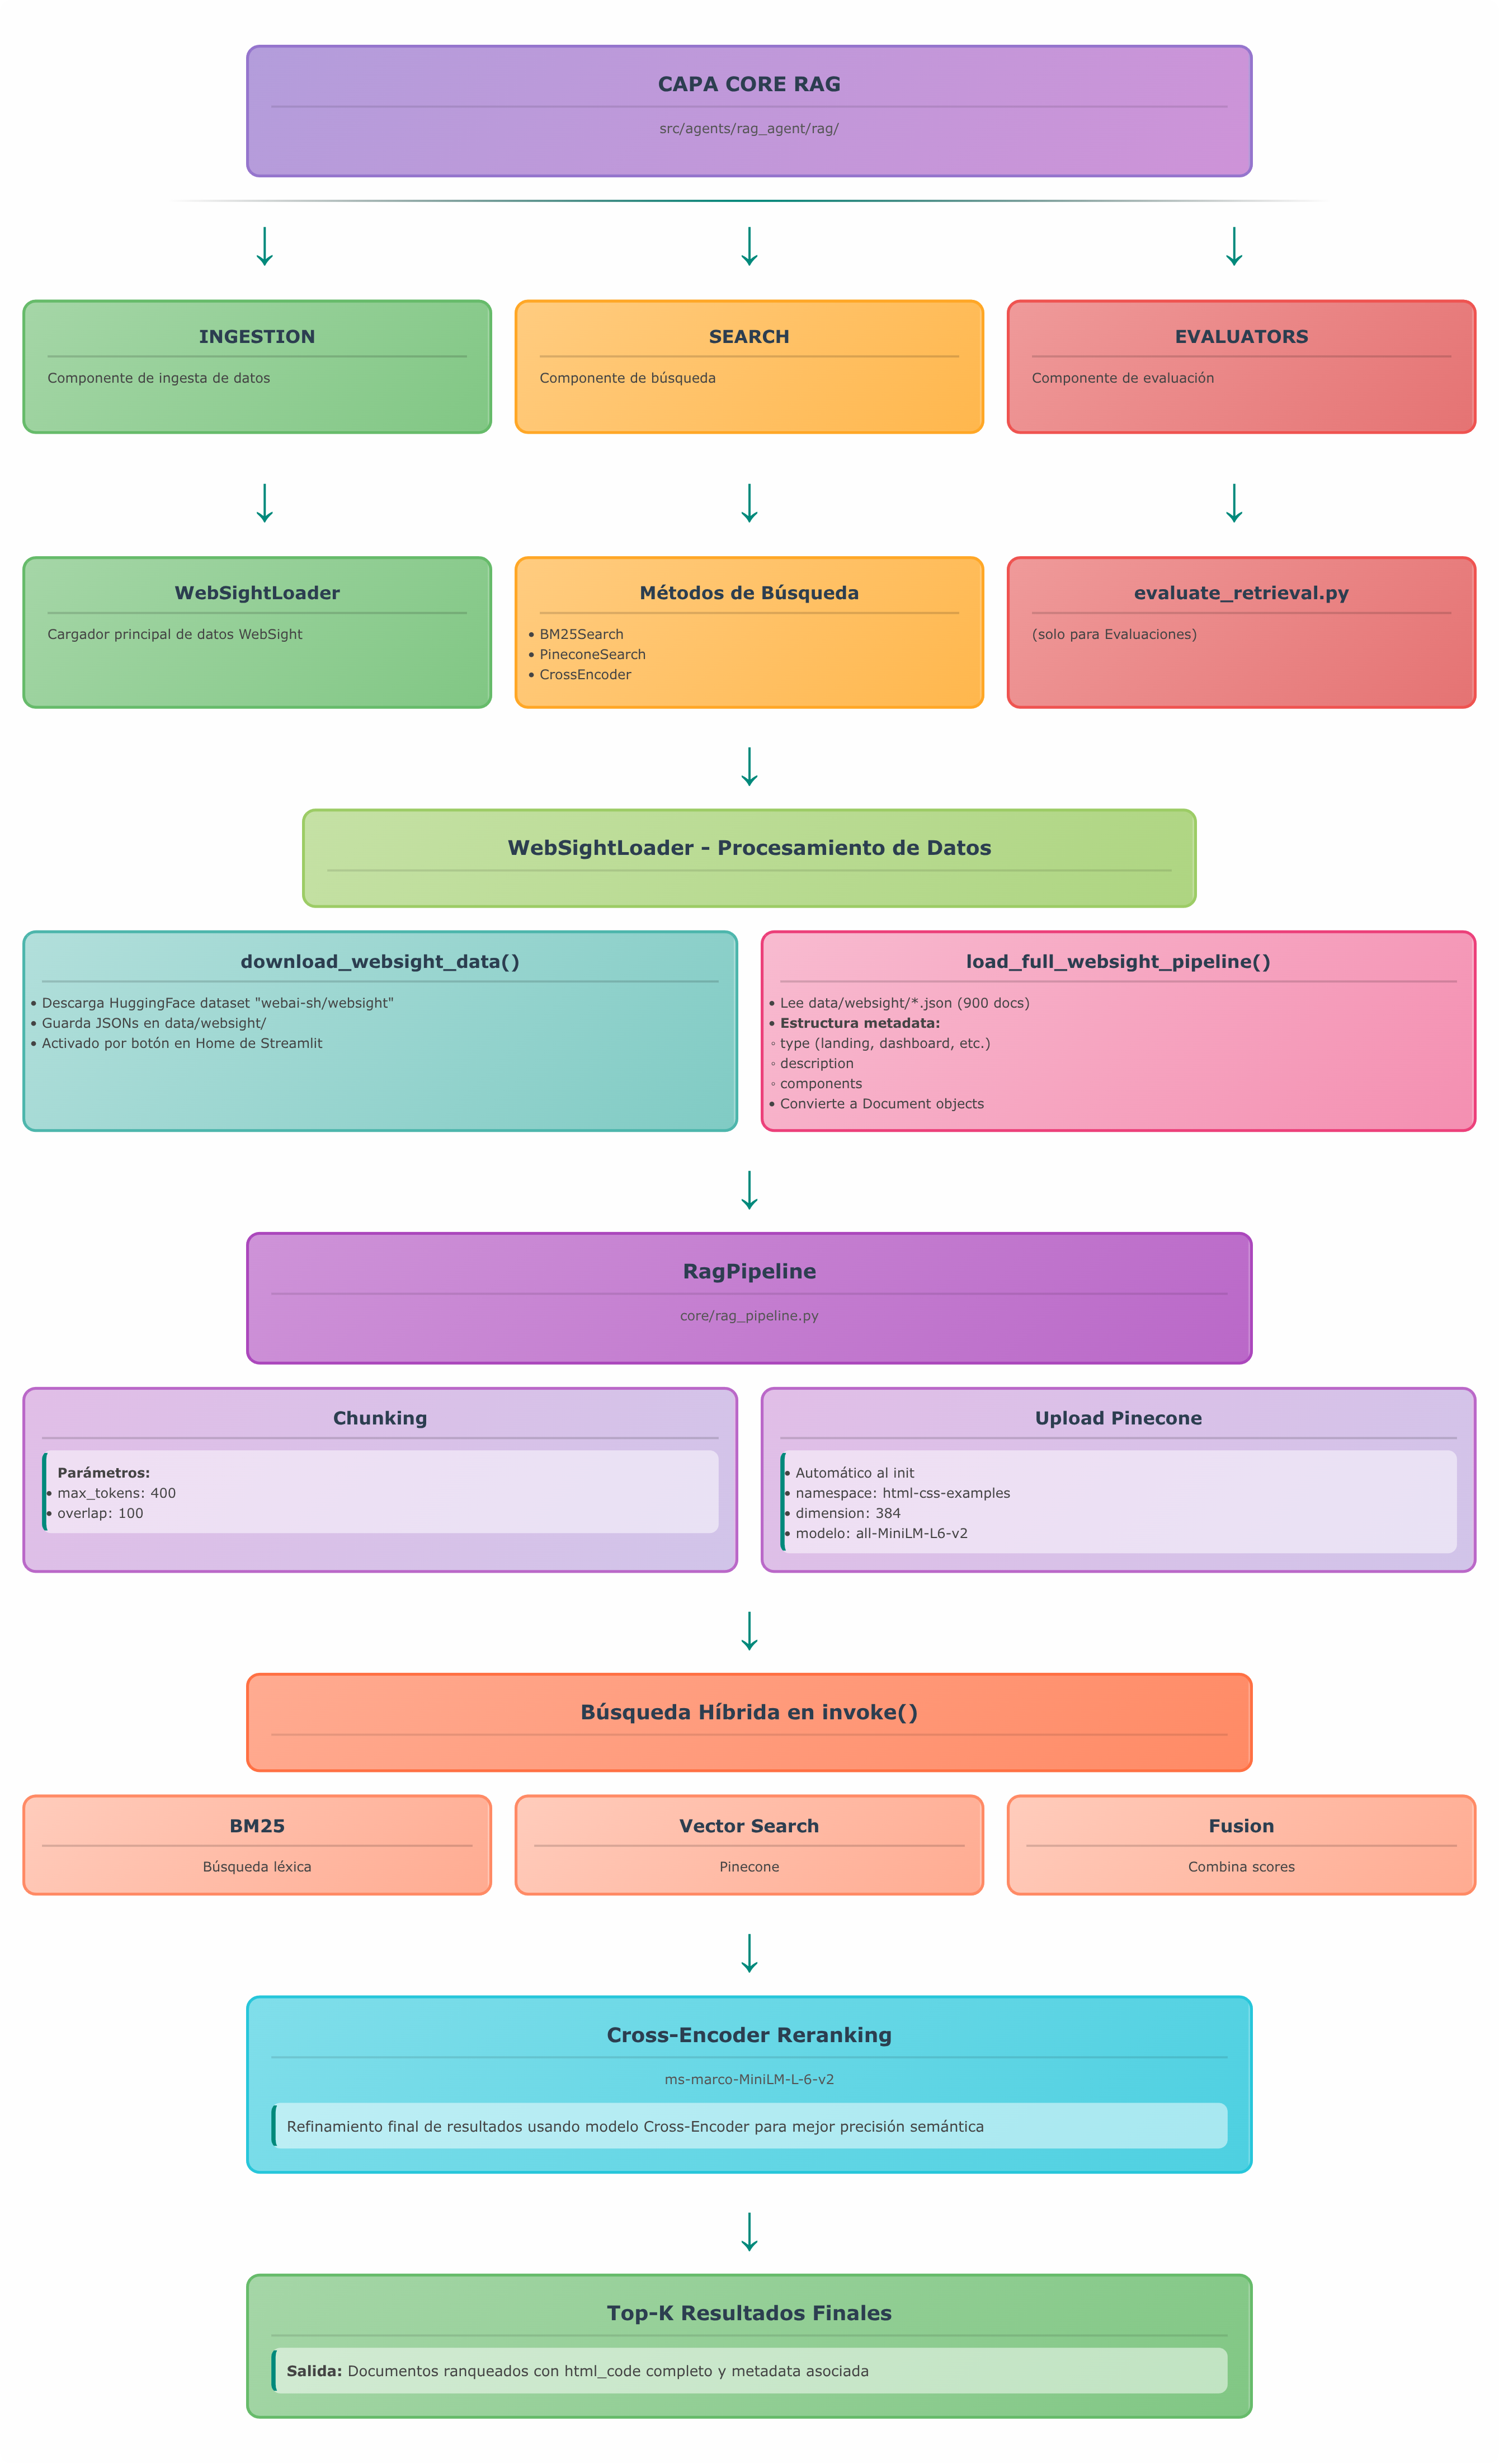 CAPA CORE RAG
src/agents/rag_agent/rag/
↓ ↓ ↓
INGESTION
Componente de ingesta de datos
SEARCH
Componente de búsqueda
EVALUATORS
Componente de evaluación
↓ ↓ ↓
WebSightLoader
Cargador principal de datos WebSight
Métodos de Búsqueda
• BM25Search
• PineconeSearch
• CrossEncoder
evaluate_retrieval.py
(solo para Evaluaciones)
↓
WebSightLoader - Procesamiento de Datos
download_websight_data()
• Descarga HuggingFace dataset "webai-sh/websight"
• Guarda JSONs en data/websight/
• Activado por botón en Home de Streamlit
load_full_websight_pipeline()
• Lee data/websight/*.json (900 docs)
• Estructura metadata:
◦ type (landing, dashboard, etc.)
◦ description
◦ components
• Convierte a Document objects
↓
RagPipeline
core/rag_pipeline.py
Chunking
Parámetros:
• max_tokens: 400
• overlap: 100
Upload Pinecone
• Automático al init
• namespace: html-css-examples
• dimension: 384
• modelo: all-MiniLM-L6-v2
↓
Búsqueda Híbrida en invoke()
BM25
Búsqueda léxica
Vector Search
Pinecone
Fusion
Combina scores
↓
Cross-Encoder Reranking
ms-marco-MiniLM-L-6-v2
Refinamiento final de resultados usando modelo Cross-Encoder para mejor precisión semántica
↓
Top-K Resultados Finales
Salida: Documentos ranqueados con html_code completo y metadata asociada